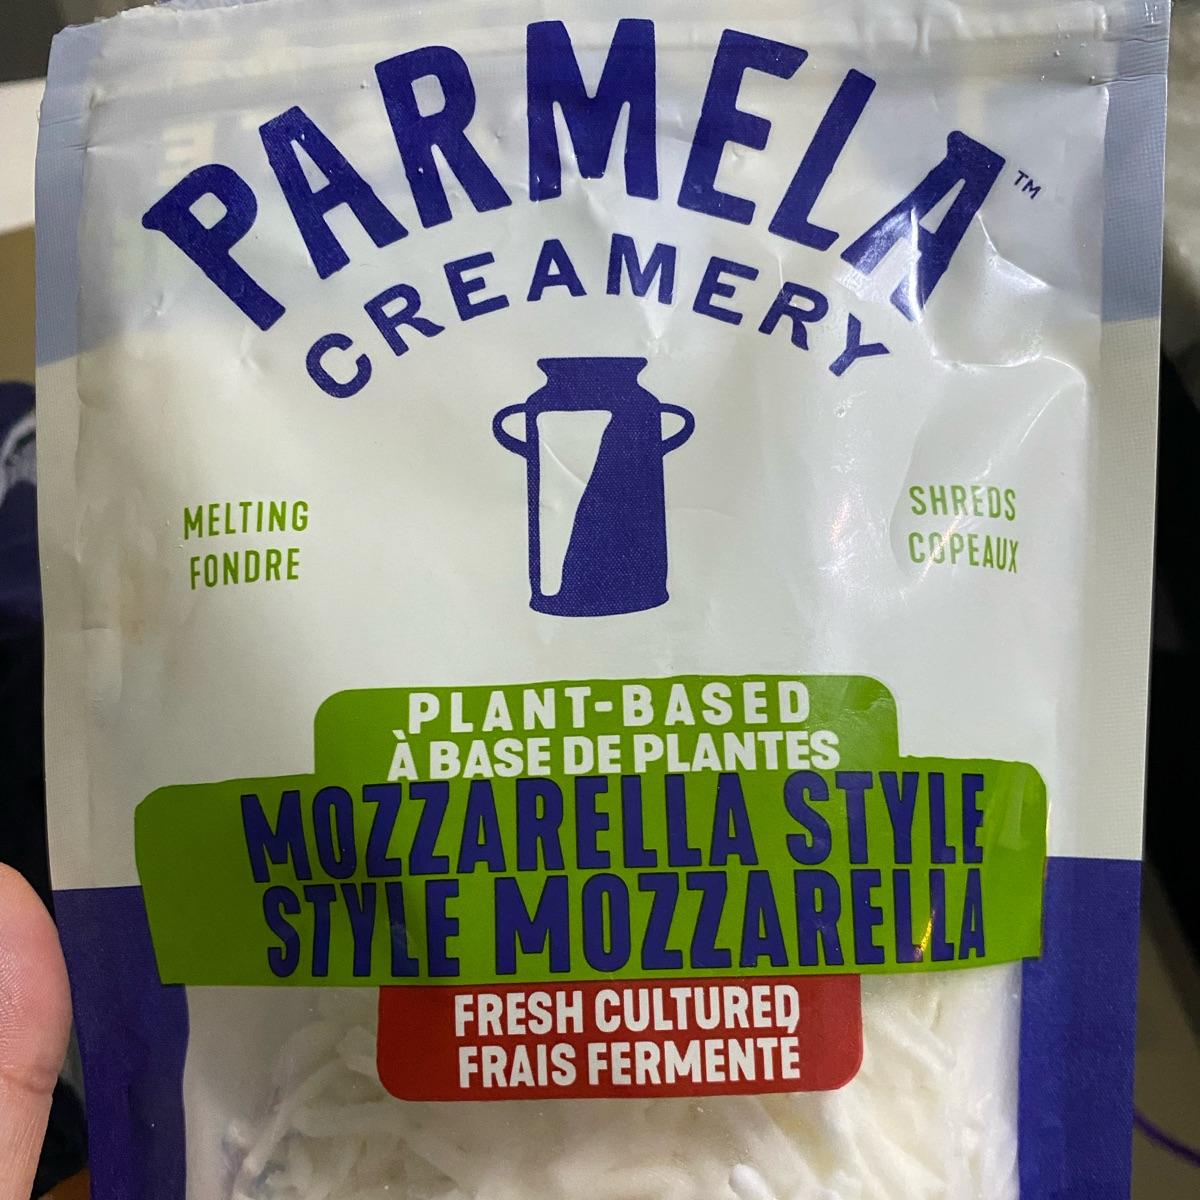 PARMELA™
CREAMERY
MELTING
FONDRE
SHREDS
COPEAUX
PLANT-BASED
À BASE DE PLANTES
MOZZARELLA STYLE
STYLE MOZZARELLA
FRESH CULTURED
FRAIS FERMENTÉ